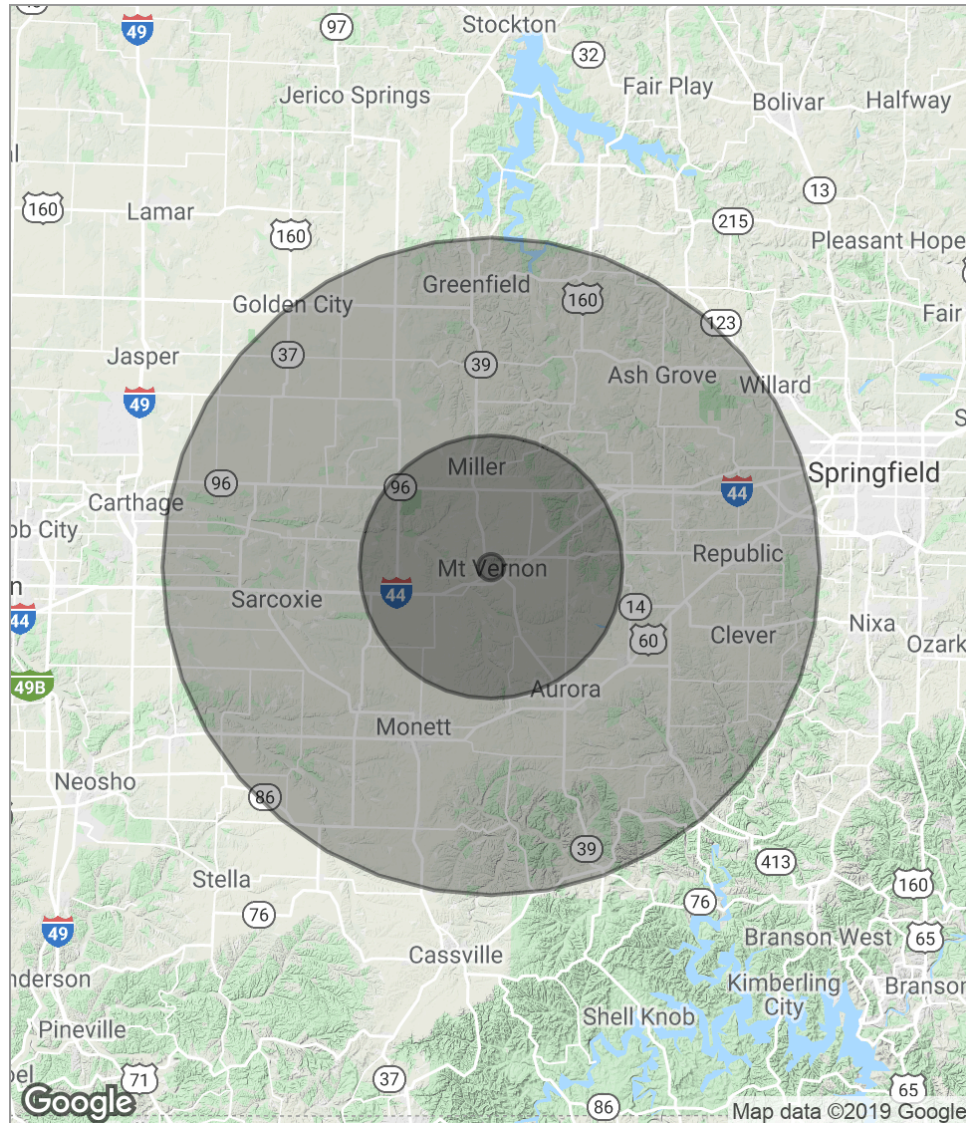 49
97
Stockton
32
Jerico Springs
Fair Play
Bolivar
Halfway
al
160
Lamar
160
13
215
Pleasant Hope
Golden City
Greenfield
160
Fair
123
Jasper
37
39
Ash Grove
Willard
49
S
Miller
Springfield
96
96
44
Carthage
bb City
Republic
Mt Vernon
n
44
Sarcoxie
14
44
60
Clever
Nixa
Ozark
49B
Aurora
Monett
Neosho
86
39
413
Stella
76
76
160
49
Branson West
65
Cassville
nderson
Kimberling
City
Branson
Shell Knob
Pineville
el
71
37
65
86
Google
Map data ©2019 Google